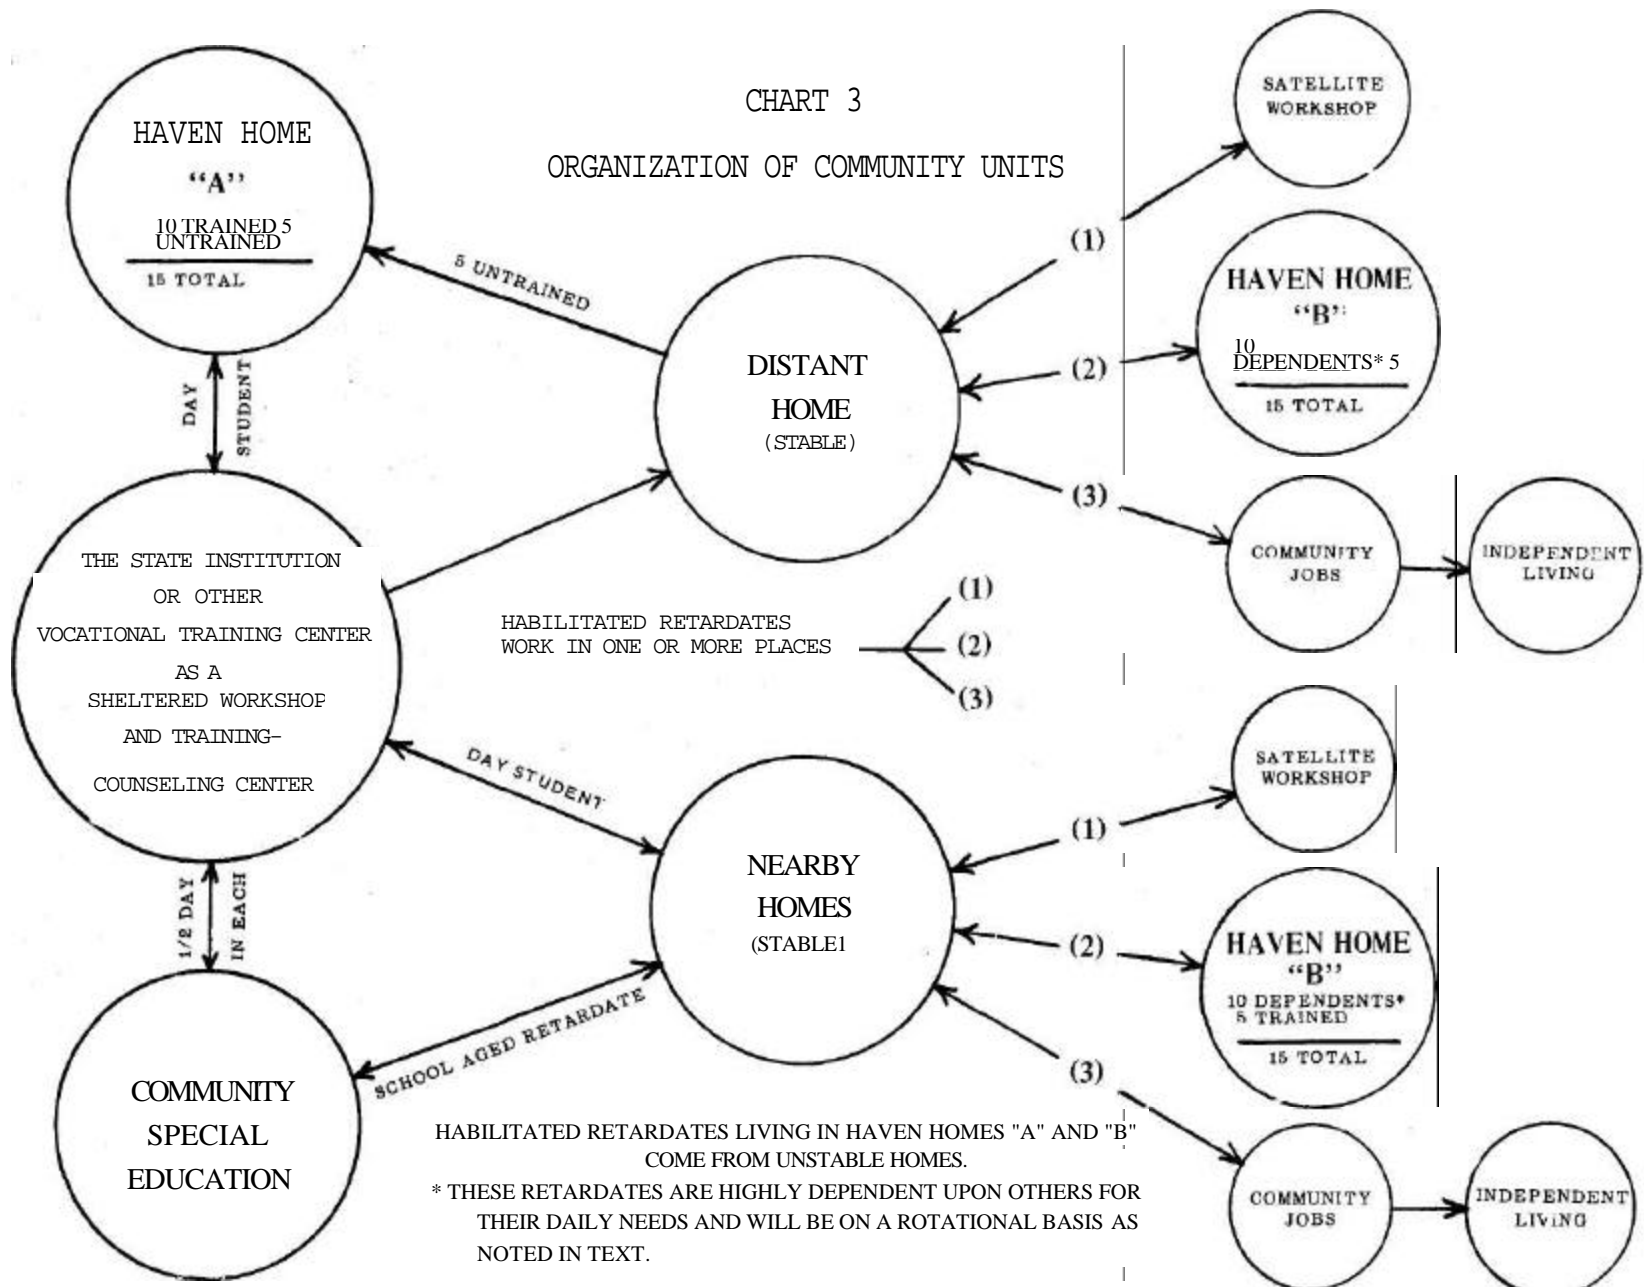 CHART 3
ORGANIZATION OF COMMUNITY UNITS
HAVEN HOME
“A”
10 TRAINED 5
UNTRAINED
15 TOTAL
5 UNTRAINED
DAY
STUDENT
DISTANT
HOME
(STABLE)
(1)
(2)
(3)
SATELLITE
WORKSHOP
HAVEN HOME
“B”
10
DEPENDENTS* 5
15 TOTAL
COMMUNITY
JOBS
INDEPENDENT
LIVING
THE STATE INSTITUTION
OR OTHER
VOCATIONAL TRAINING CENTER
AS A
SHELTERED WORKSHOP
AND TRAINING-
COUNSELING CENTER
HABILITATED RETARDATES
WORK IN ONE OR MORE PLACES
(1)
(2)
(3)
DAY STUDENT
1/2 DAY
IN EACH
NEARBY
HOMES
(STABLE1
(1)
(2)
(3)
SATELLITE
WORKSHOP
HAVEN HOME
“B”
10 DEPENDENTS*
5 TRAINED
15 TOTAL
COMMUNITY
JOBS
INDEPENDENT
LIVING
SCHOOL AGED RETARDATE
COMMUNITY
SPECIAL
EDUCATION
HABILITATED RETARDATES LIVING IN HAVEN HOMES "A" AND "B"
COME FROM UNSTABLE HOMES.
* THESE RETARDATES ARE HIGHLY DEPENDENT UPON OTHERS FOR
THEIR DAILY NEEDS AND WILL BE ON A ROTATIONAL BASIS AS
NOTED IN TEXT.